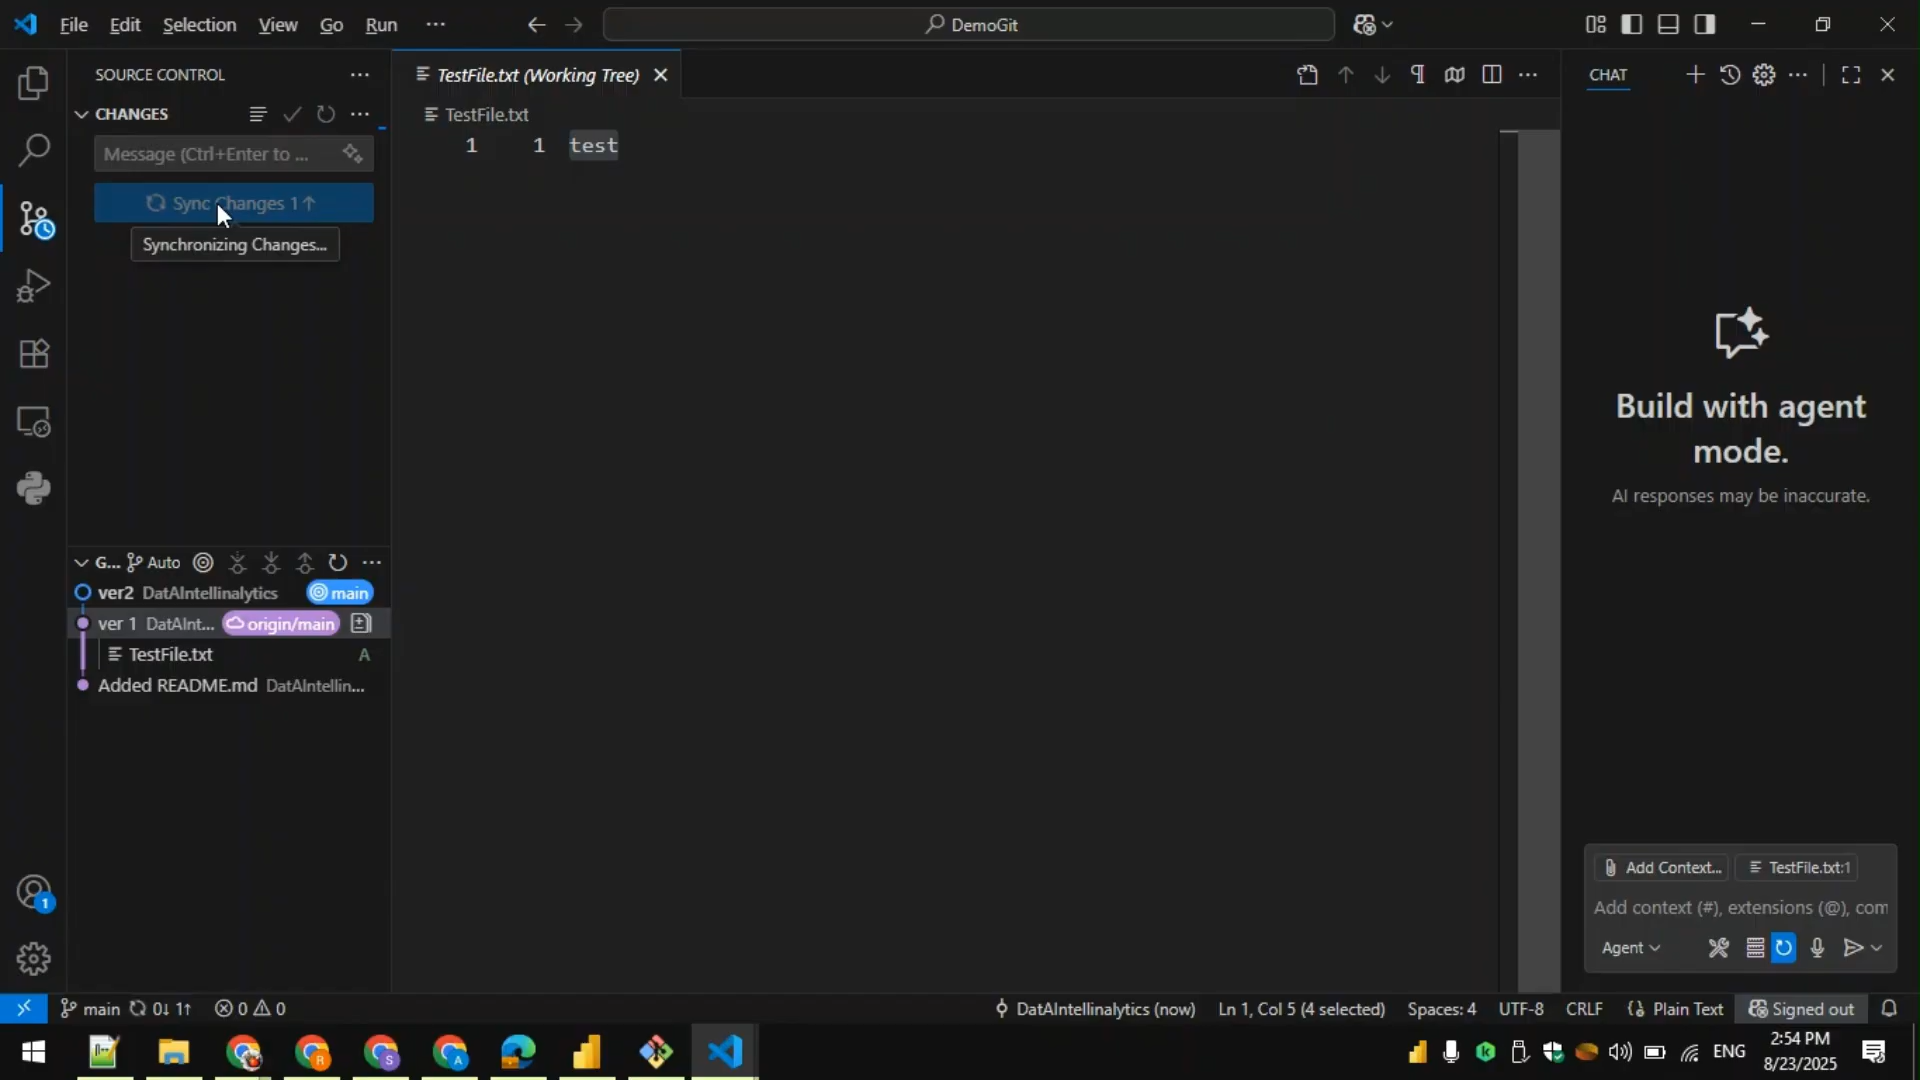 File Edit Selection View Go Run ···
DemoGit
SOURCE CONTROL
CHANGES
Message (Ctrl+Enter to ...
Sync Changes 1↑
Synchronizing Changes...
TestFile.txt (Working Tree)
TestFile.txt
1 1 test
CHAT
Build with agent
mode.
AI responses may be inaccurate.
G... Auto
ver2 DatAIntellinalytics main
ver 1 DatAInt... origin/main
TestFile.txt A
Added README.md DatAIntellin...
1
Add Context... TestFile.txt:1
Add context (#), extensions (@), com
Agent
main 0↓ 1↑ 0 0
DatAIntellinalytics (now) Ln 1, Col 5 (4 selected) Spaces: 4 UTF-8 CRLF {} Plain Text Signed out
R S A
ENG
2:54 PM
8/23/2025